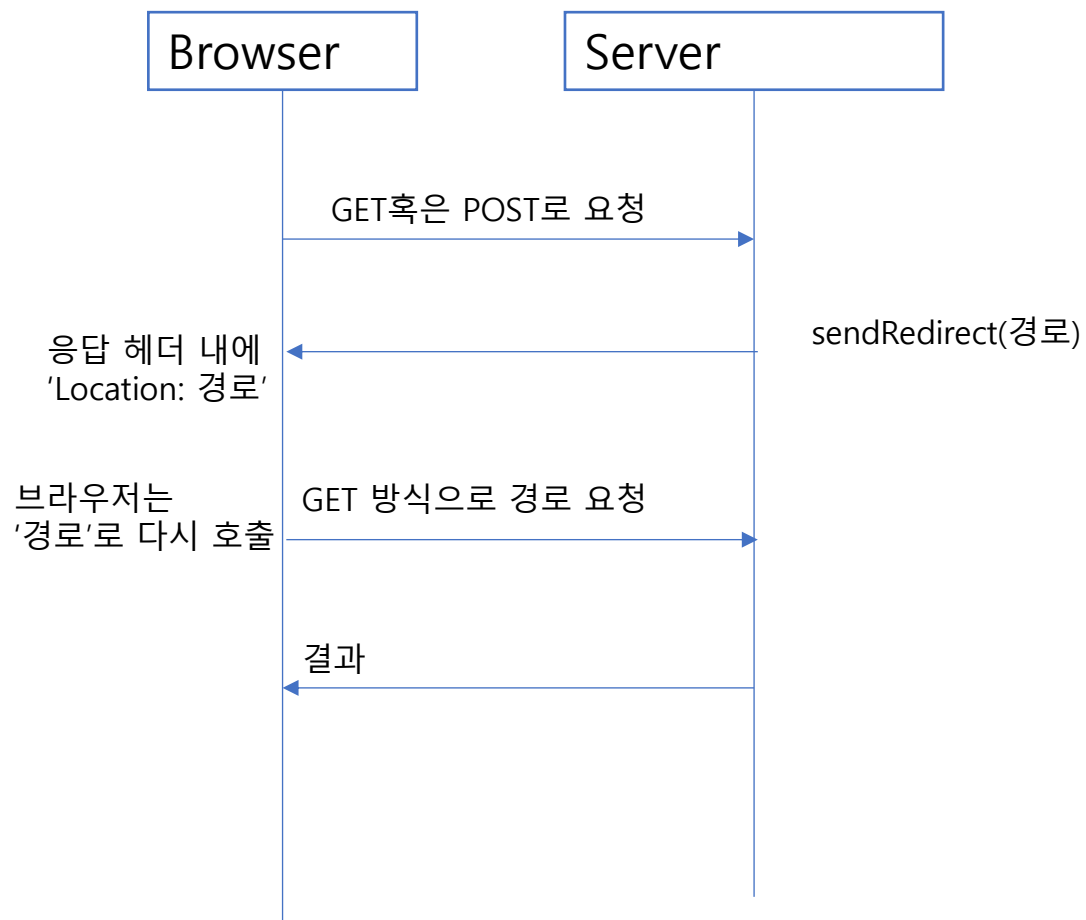 Browser
Server
GET혹은 POST로 요청
sendRedirect(경로)
응답 헤더 내에
'Location: 경로'
브라우저는
'경로'로 다시 호출
GET 방식으로 경로 요청
결과